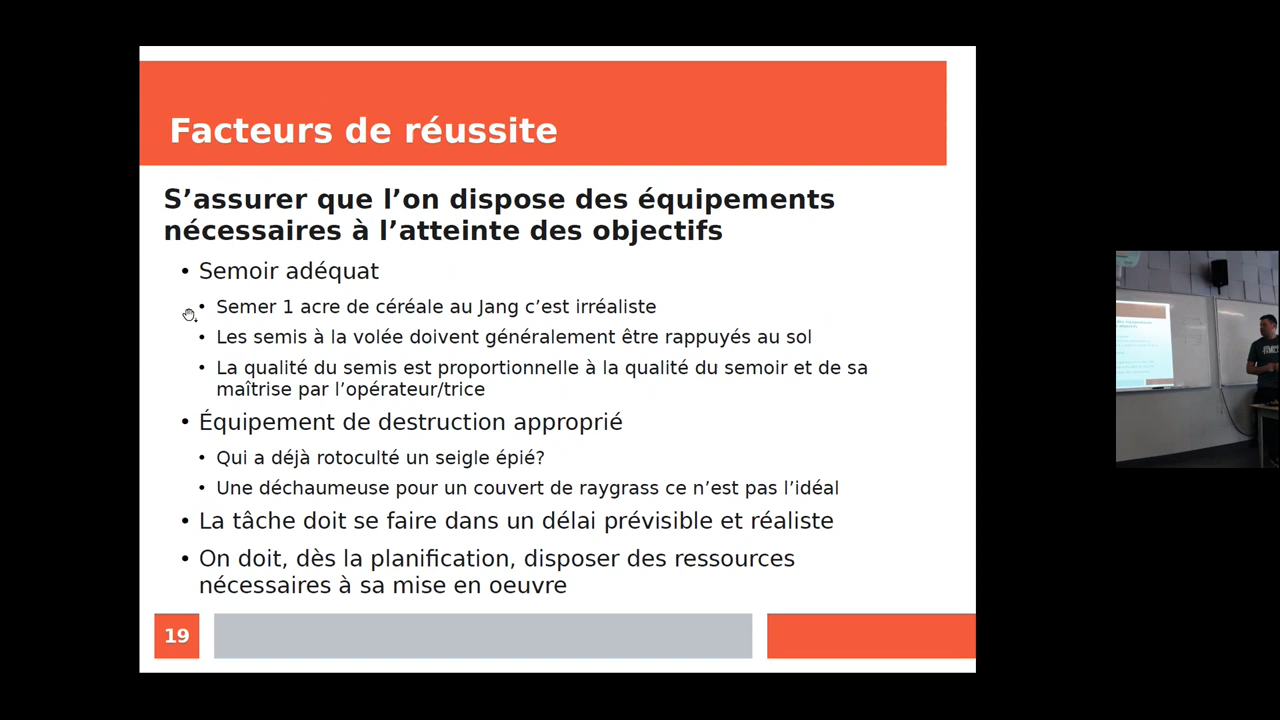 Facteurs de réussite
S’assurer que l’on dispose des équipements
nécessaires à l’atteinte des objectifs
• Semoir adéquat
• Semer 1 acre de céréale au Jang c’est irréaliste
• Les semis à la volée doivent généralement être rappuyés au sol
• La qualité du semis est proportionnelle à la qualité du semoir et de sa
maîtrise par l’opérateur/trice
• Équipement de destruction approprié
• Qui a déjà rotoculté un seigle épié?
• Une déchaumeuse pour un couvert de raygrass ce n’est pas l’idéal
• La tâche doit se faire dans un délai prévisible et réaliste
• On doit, dès la planification, disposer des ressources
nécessaires à sa mise en oeuvre
19